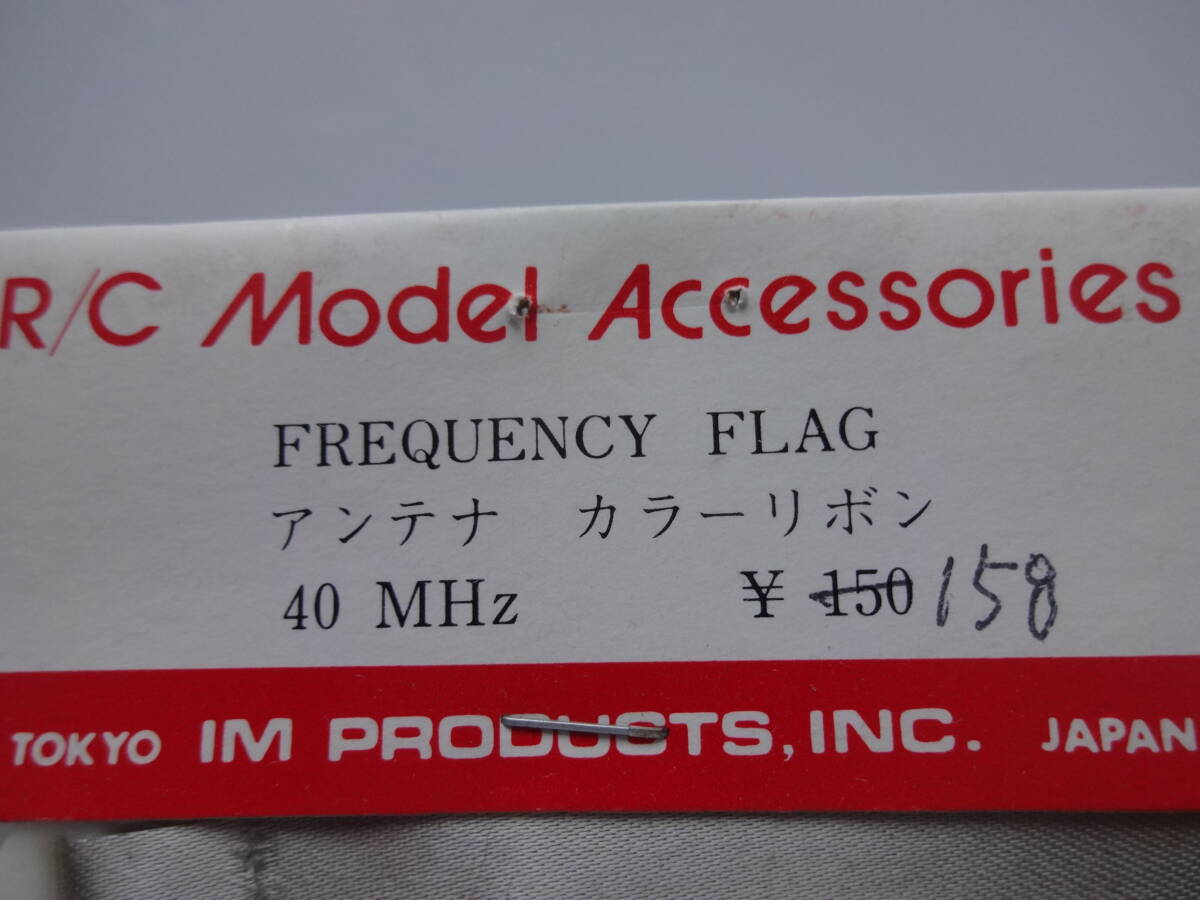 R/C Model Accessories
FREQUENCY FLAG
アンテナ カラーリボン
40 MHz ¥ 150 158
TOKYO IM PRODUCTS, INC. JAPAN